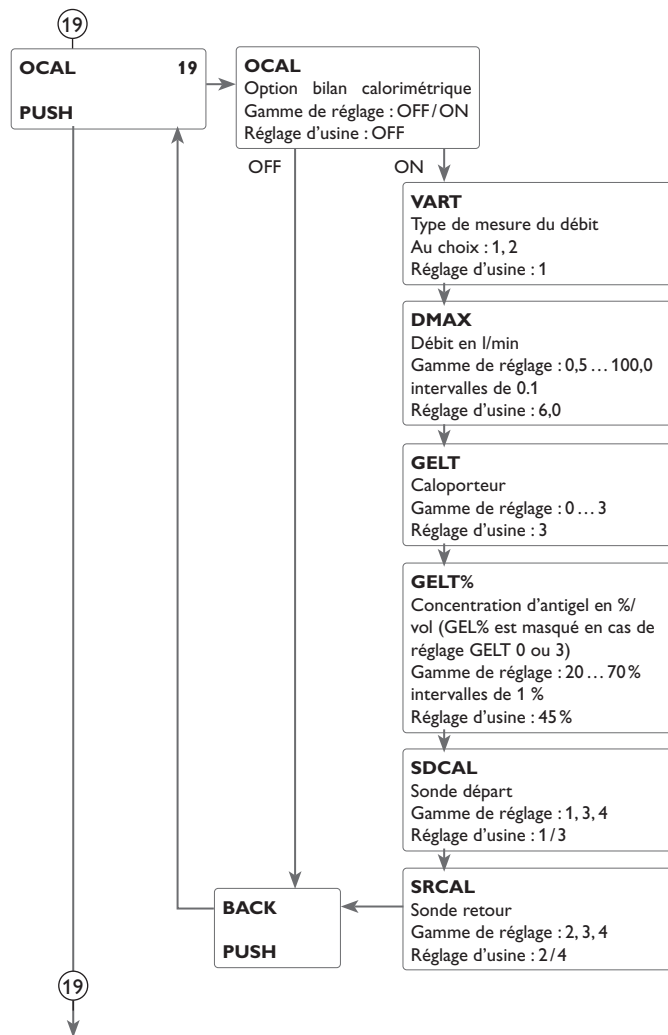 19
OCAL 19
PUSH
OCAL
Option bilan calorimétrique
Gamme de réglage : OFF/ON
Réglage d'usine : OFF
OFF
ON
VART
Type de mesure du débit
Au choix : 1, 2
Réglage d'usine : 1
DMAX
Débit en l/min
Gamme de réglage : 0,5 … 100,0
intervalles de 0.1
Réglage d'usine : 6,0
GELT
Caloporteur
Gamme de réglage : 0 … 3
Réglage d'usine : 3
GELT%
Concentration d'antigel en %/
vol (GEL% est masqué en cas de
réglage GELT 0 ou 3)
Gamme de réglage : 20 … 70 %
intervalles de 1 %
Réglage d'usine : 45 %
SDCAL
Sonde départ
Gamme de réglage : 1, 3, 4
Réglage d'usine : 1/3
SRCAL
Sonde retour
Gamme de réglage : 2, 3, 4
Réglage d'usine : 2/4
BACK
PUSH
19